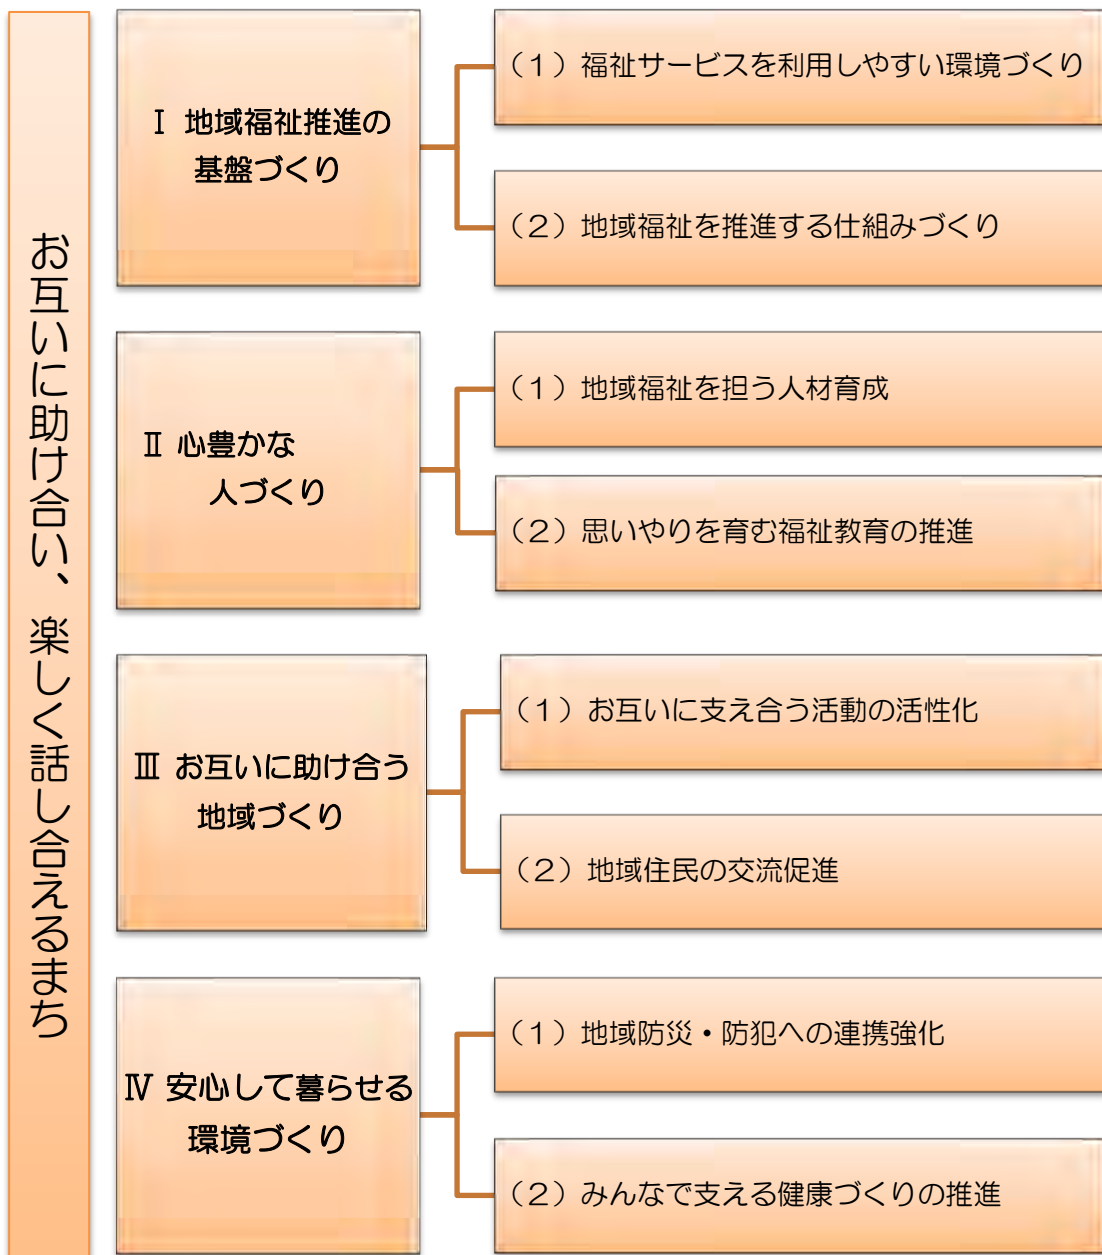 お互いに助け合い、楽しく話し合えるまち
Ⅰ 地域福祉推進の
基盤づくり
（１）福祉サービスを利用しやすい環境づくり
（２）地域福祉を推進する仕組みづくり
Ⅱ 心豊かな
人づくり
（１）地域福祉を担う人材育成
（２）思いやりを育む福祉教育の推進
Ⅲ お互いに助け合う
地域づくり
（１）お互いに支え合う活動の活性化
（２）地域住民の交流促進
Ⅳ 安心して暮らせる
環境づくり
（１）地域防災・防犯への連携強化
（２）みんなで支える健康づくりの推進